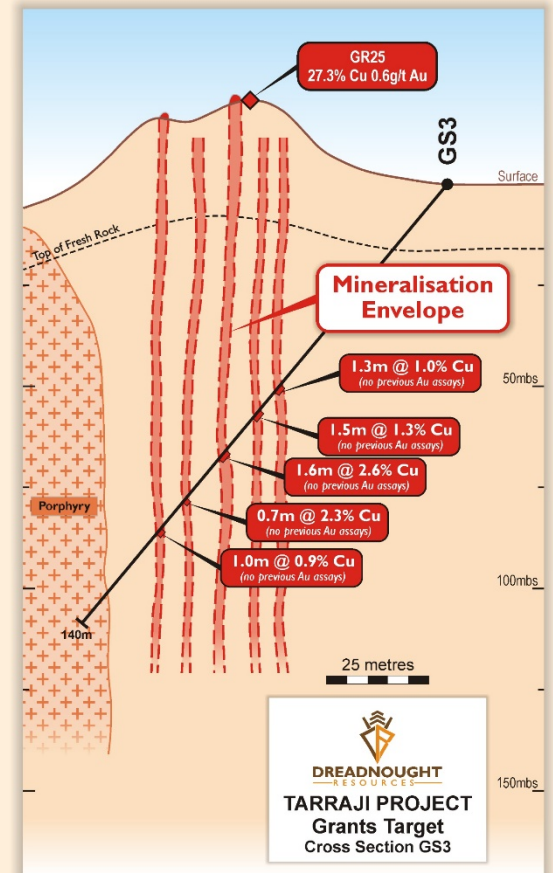 GR25
27.3% Cu 0.6g/t Au
GS3
Surface
Top of Fresh Rock
Mineralisation
Envelope
1.3m @ 1.0% Cu
(no previous Au assays)
50mbs
1.5m @ 1.3% Cu
(no previous Au assays)
1.6m @ 2.6% Cu
(no previous Au assays)
Porphyry
0.7m @ 2.3% Cu
(no previous Au assays)
1.0m @ 0.9% Cu
(no previous Au assays)
100mbs
140m
25 metres
DREADNOUGHT
RESOURCES
TARRAJI PROJECT
Grants Target
Cross Section GS3
150mbs